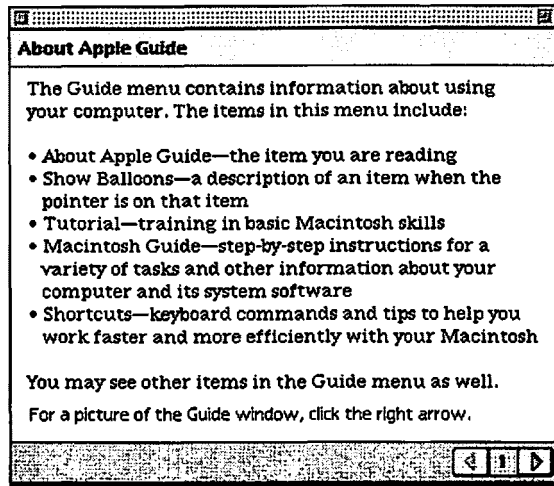 About Apple Guide
The Guide menu contains information about using
your computer. The items in this menu include:
• About Apple Guide—the item you are reading
• Show Balloons—a description of an item when the
pointer is on that item
• Tutorial—training in basic Macintosh skills
• Macintosh Guide—step-by-step instructions for a
variety of tasks and other information about your
computer and its system software
• Shortcuts—keyboard commands and tips to help you
work faster and more efficiently with your Macintosh
You may see other items in the Guide menu as well.
For a picture of the Guide window, click the right arrow.
1